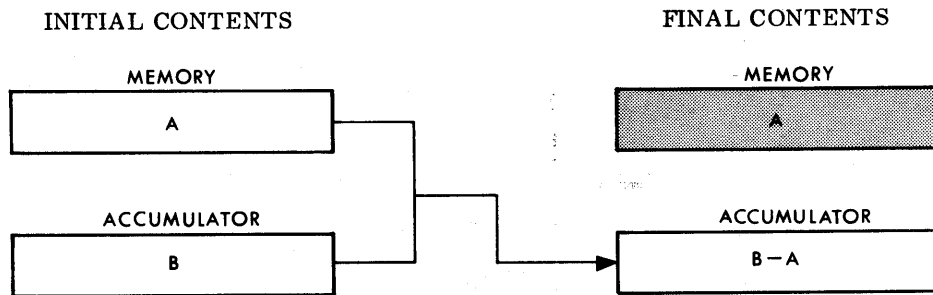 INITIAL CONTENTS
FINAL CONTENTS
MEMORY
A
MEMORY
A
ACCUMULATOR
B
ACCUMULATOR
B—A